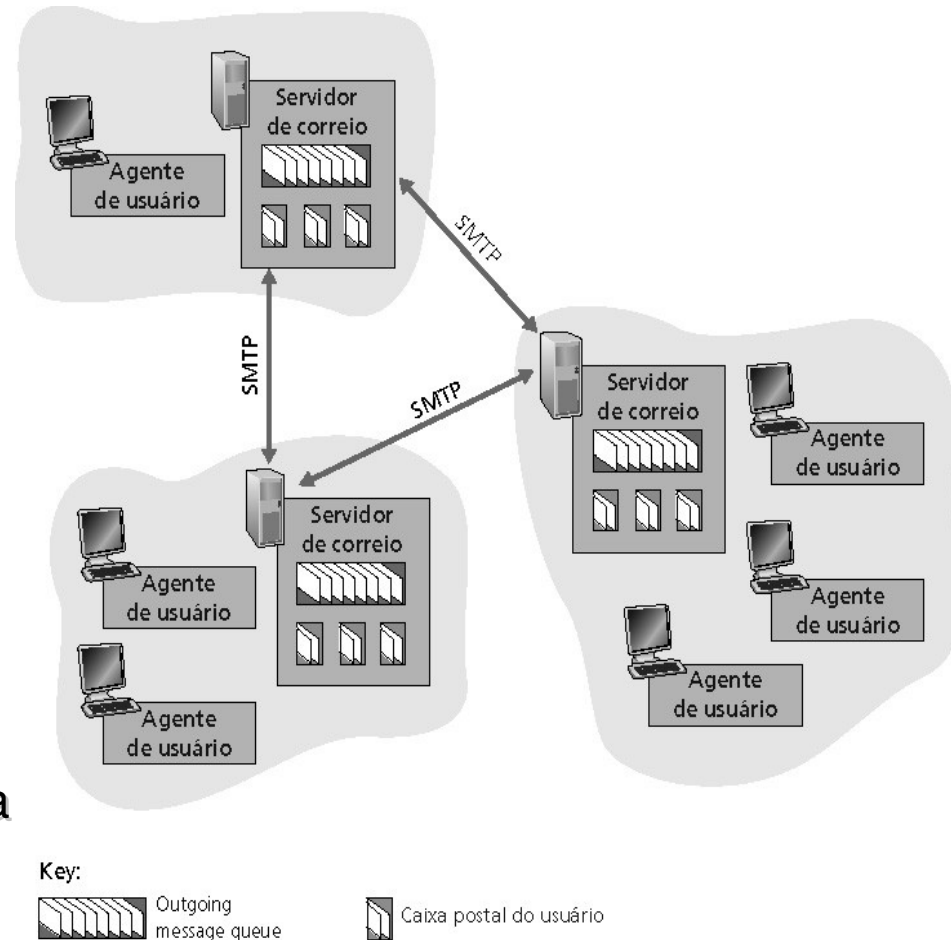 Servidor
de correio
Agente
de usuário
SMTP
SMTP
SMTP
Servidor
de correio
Agente
de usuário
Servidor
de correio
Agente
de usuário
Agente
de usuário
Agente
de usuário
Agente
de usuário
a
Key:
Outgoing
message queue
Caixa postal do usuário